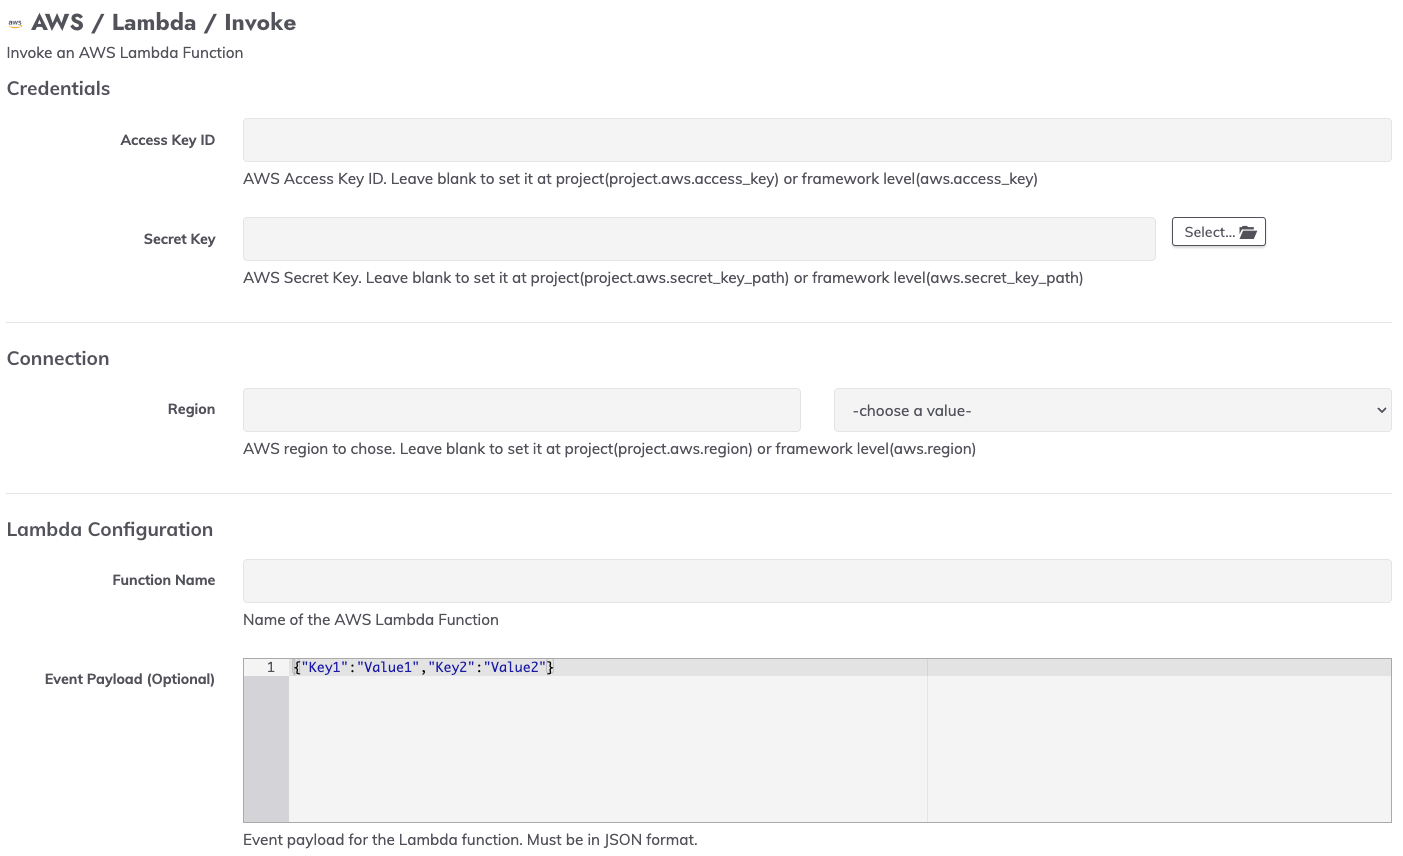 aws AWS / Lambda / Invoke
Invoke an AWS Lambda Function
Credentials
Access Key ID
AWS Access Key ID. Leave blank to set it at project(project.aws.access_key) or framework level(aws.access_key)
Secret Key
Select...
AWS Secret Key. Leave blank to set it at project(project.aws.secret_key_path) or framework level(aws.secret_key_path)
Connection
Region
-choose a value-
AWS region to chose. Leave blank to set it at project(project.aws.region) or framework level(aws.region)
Lambda Configuration
Function Name
Name of the AWS Lambda Function
Event Payload (Optional)
1 {"Key1":"Value1","Key2":"Value2"}
Event payload for the Lambda function. Must be in JSON format.